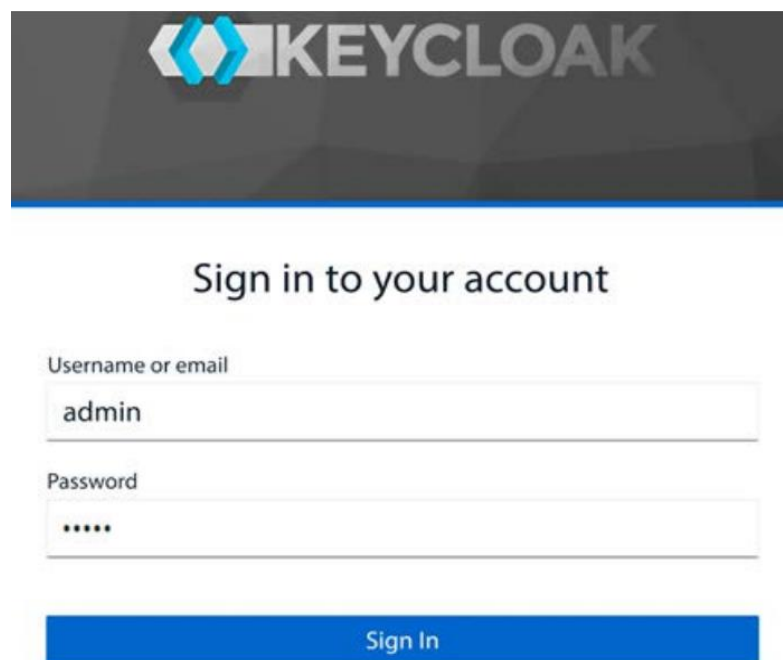 KEYCLOAK
Sign in to your account
Username or email
admin
Password
•••••
Sign In